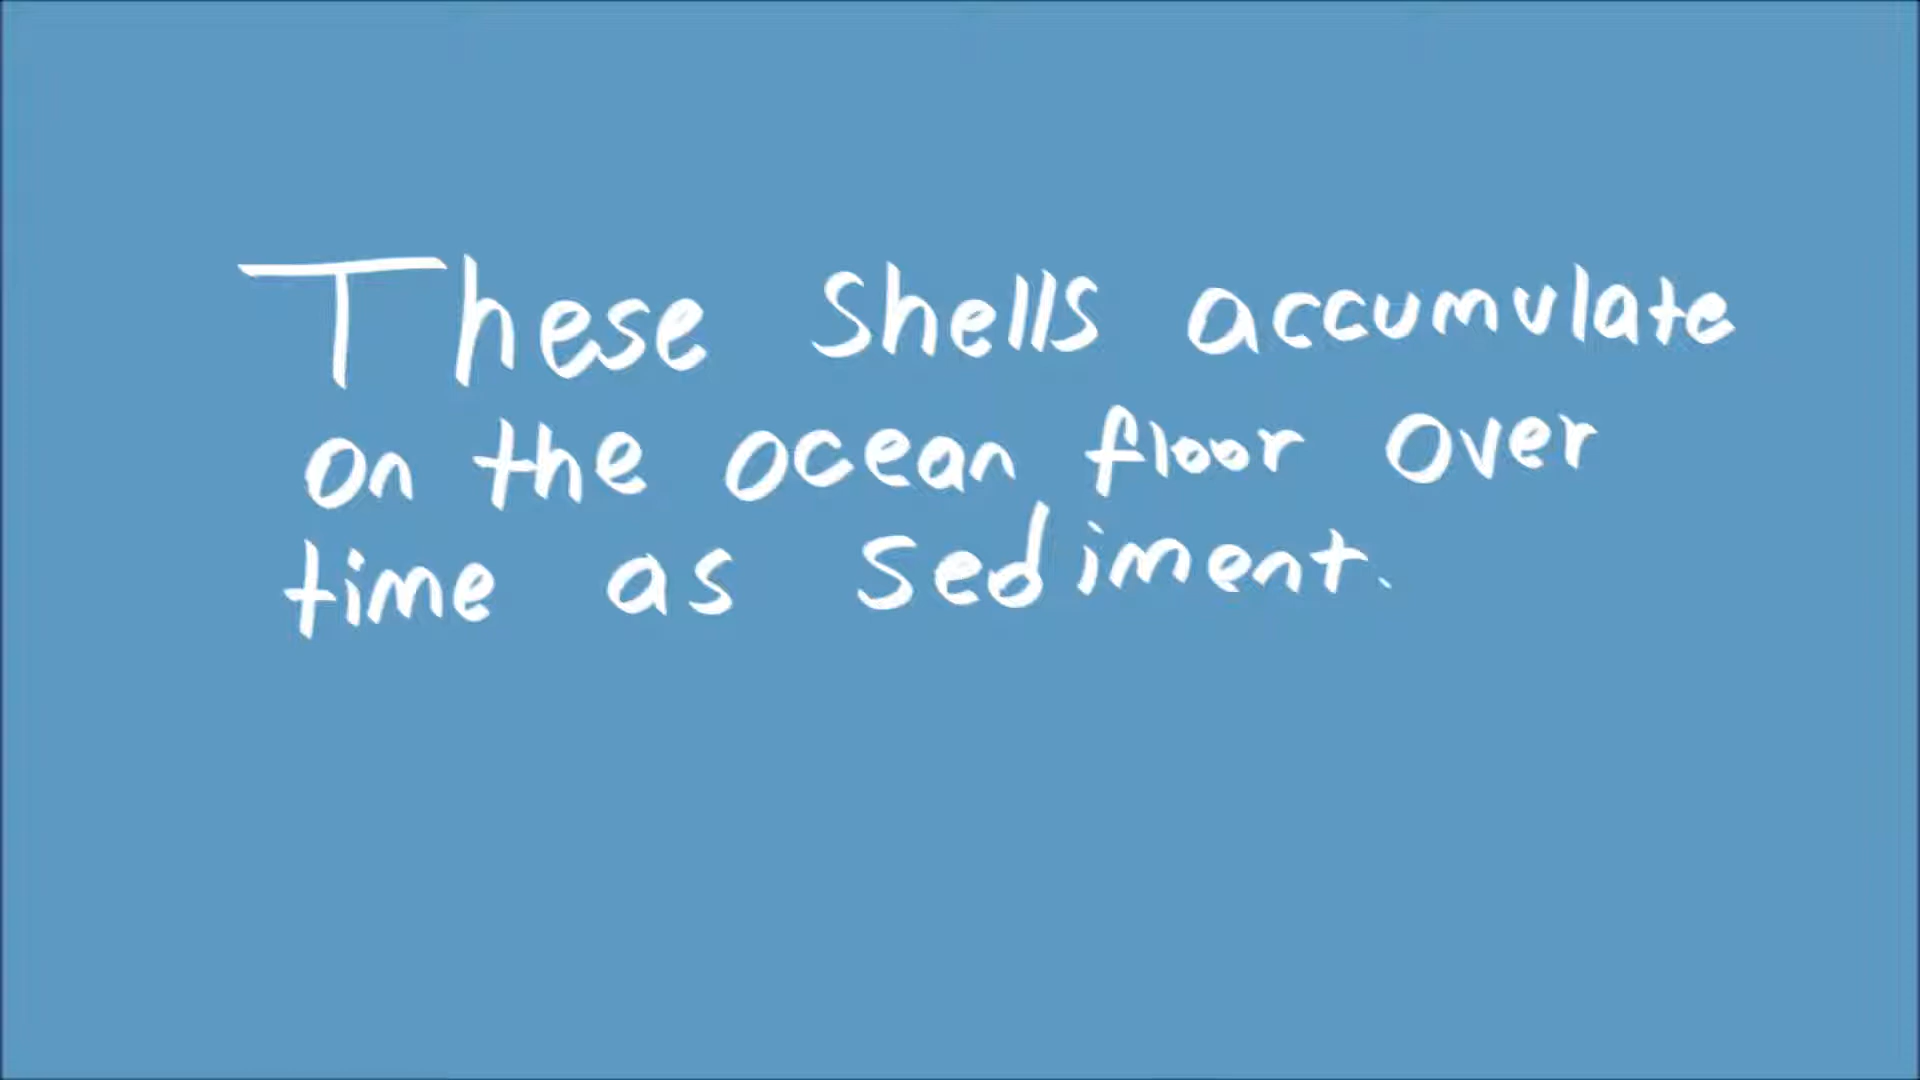 These shells accumulate
on the ocean floor over
time as sediment.